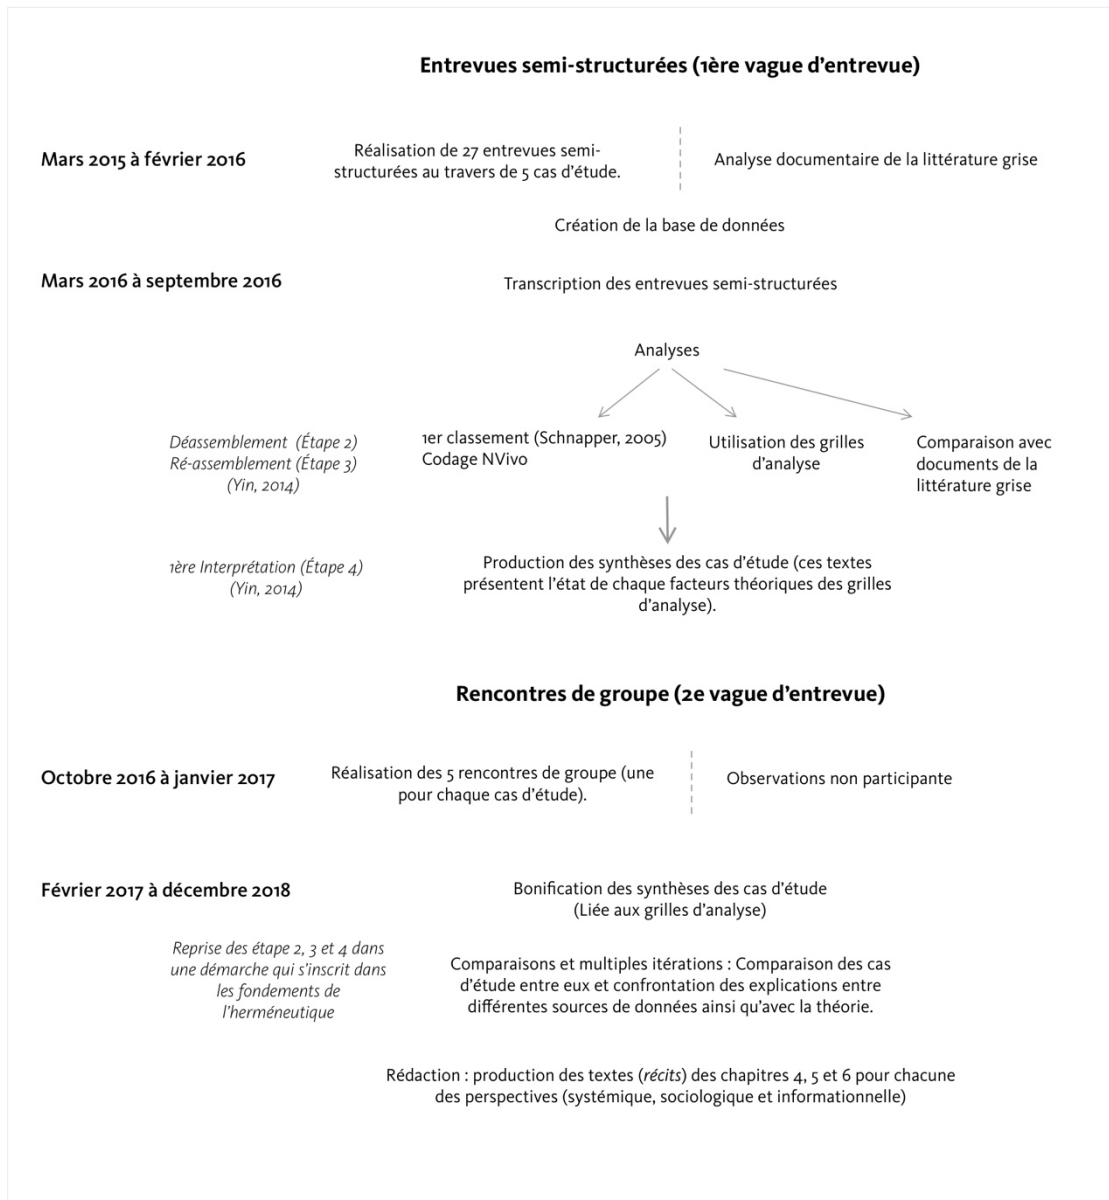 Entrevues semi-structurées (1ère vague d’entrevue)
Mars 2015 à février 2016
Réalisation de 27 entrevues semi-
structurées au travers de 5 cas d’étude.
Analyse documentaire de la littérature grise
Création de la base de données
Mars 2016 à septembre 2016
Transcription des entrevues semi-structurées
Analyses
Déassemblement (Étape 2)
Ré-assemblement (Étape 3)
(Yin, 2014)
1er classement (Schnapper, 2005)
Codage NVivo
Utilisation des grilles
d’analyse
Comparaison avec
documents de la
littérature grise
1ère Interprétation (Étape 4)
(Yin, 2014)
Production des synthèses des cas d’étude (ces textes
présentent l’état de chaque facteurs théoriques des grilles
d’analyse).
Rencontres de groupe (2e vague d’entrevue)
Octobre 2016 à janvier 2017
Réalisation des 5 rencontres de groupe (une
pour chaque cas d’étude).
Observations non participante
Février 2017 à décembre 2018
Bonification des synthèses des cas d’étude
(Liée aux grilles d’analyse)
Reprise des étape 2, 3 et 4 dans
une démarche qui s’inscrit dans
les fondements de
l’herméneutique
Comparaisons et multiples itérations : Comparaison des cas
d’étude entre eux et confrontation des explications entre
différentes sources de données ainsi qu’avec la théorie.
Rédaction : production des textes (récits) des chapitres 4, 5 et 6 pour chacune
des perspectives (systémique, sociologique et informationnelle)